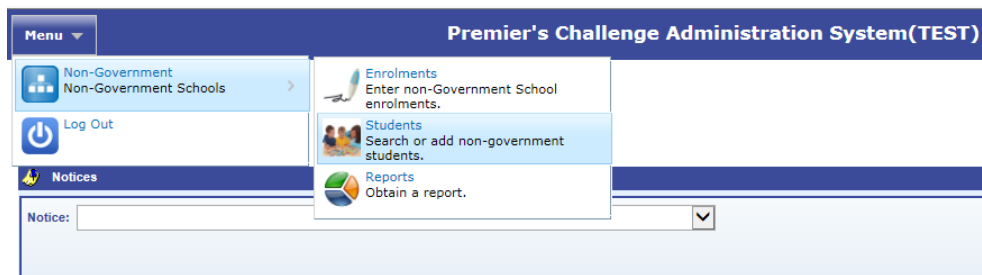 Menu
Premier's Challenge Administration System(TEST)
Non-Government
Non-Government Schools
Log Out
Enrolments
Enter non-Government School
enrolments.
Students
Search or add non-government
students.
Reports
Obtain a report.
Notices
Notice: